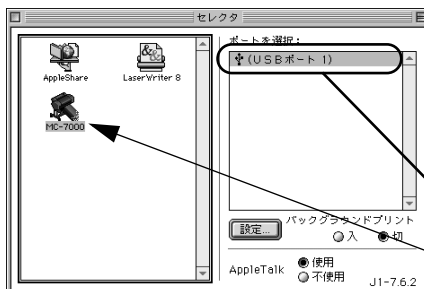 セレクタ
AppleShare
LaserWriter 8
MC-7000
ポートを選択：
(USBポート 1)
設定...
バックグラウンドプリント
入 切
AppleTalk
使用
不使用
J1-7.6.2